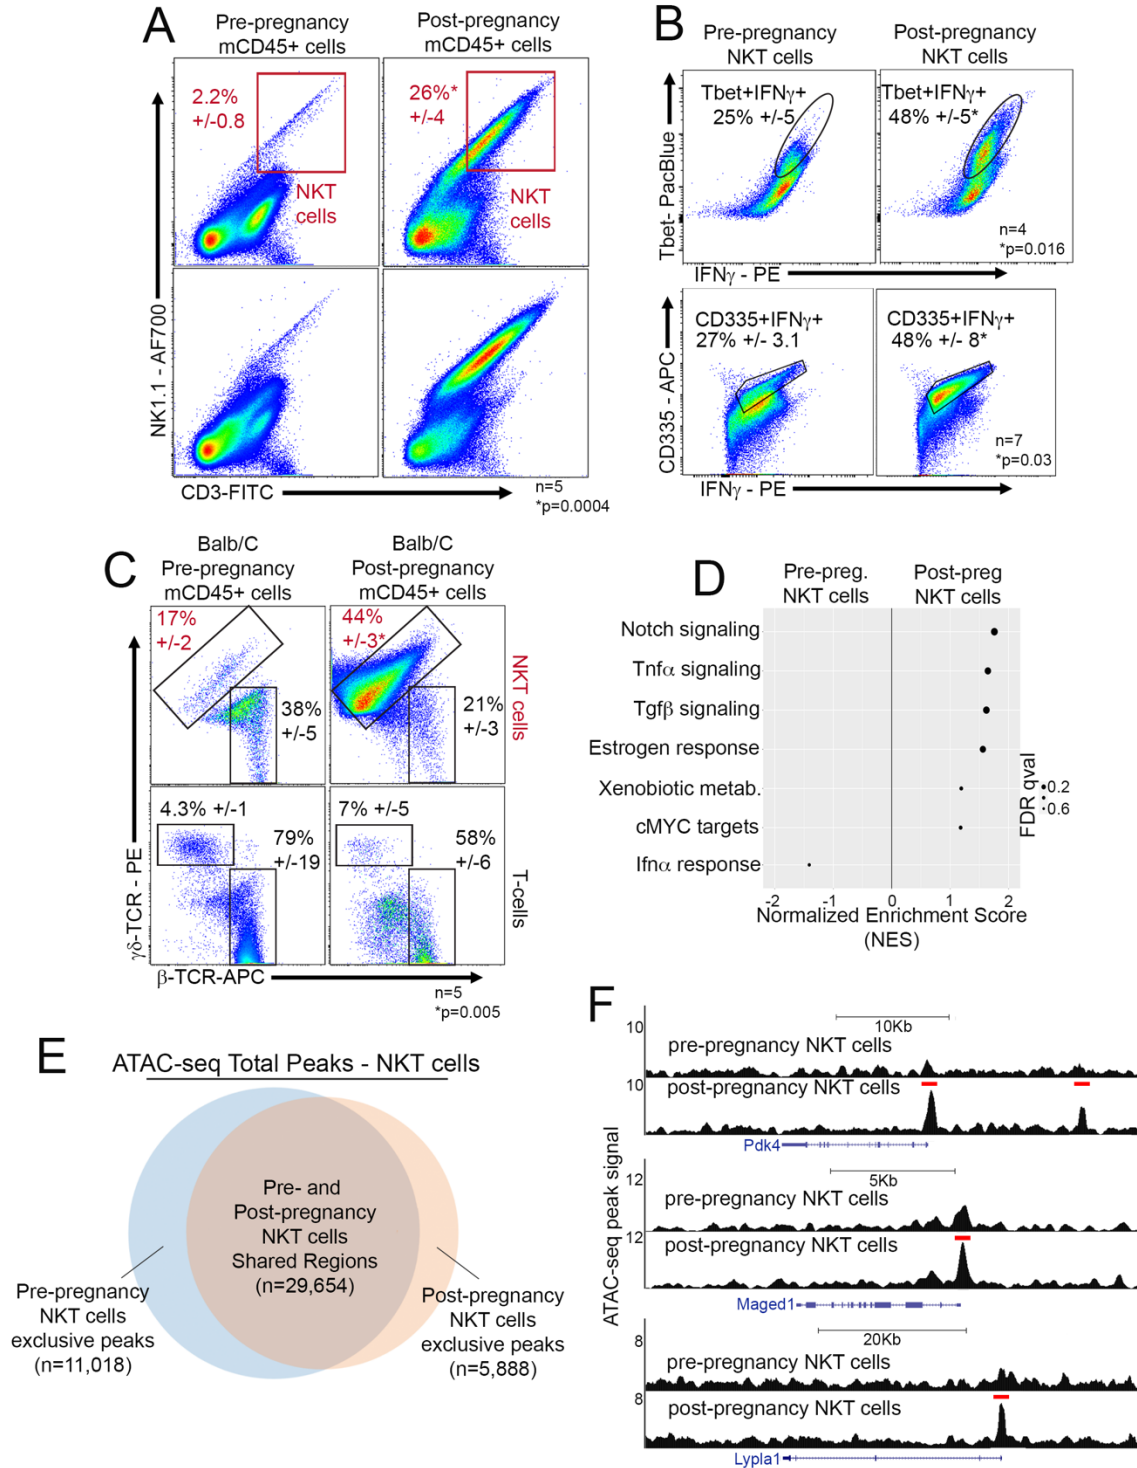 A
Pre-pregnancy
mCD45+ cells
Post-pregnancy
mCD45+ cells
2.2%
+/-0.8
NKT
cells
26%*
+/-4
NKT
cells
NK1.1 - AF700
CD3-FITC
n=5
*p=0.0004
B
Pre-pregnancy
NKT cells
Post-pregnancy
NKT cells
Tbet+IFNγ+
25% +/-5
Tbet+IFNγ+
48% +/-5*
Tbet- PacBlue
n=4
*p=0.016
IFNγ - PE
CD335+IFNγ+
27% +/- 3.1
CD335+IFNγ+
48% +/- 8*
CD335 - APC
n=7
*p=0.03
IFNγ - PE
C
Balb/C
Pre-pregnancy
mCD45+ cells
Balb/C
Post-pregnancy
mCD45+ cells
17%
+/-2
38%
+/-5
44%
+/-3*
21%
+/-3
NKT cells
4.3% +/-1
79%
+/-19
7% +/-5
58%
+/-6
T-cells
γδ-TCR - PE
β-TCR-APC
n=5
*p=0.005
D
Pre-preg.
NKT cells
Post-preg
NKT cells
Notch signaling
Tnfα signaling
Tgfβ signaling
Estrogen response
Xenobiotic metab.
cMYC targets
Ifnα response
FDR qval
0.2
0.6
-2 -1 0 1 2
Normalized Enrichment Score
(NES)
E
ATAC-seq Total Peaks - NKT cells
Pre- and
Post-pregnancy
NKT cells
Shared Regions
(n=29,654)
Pre-pregnancy
NKT cells
exclusive peaks
(n=11,018)
Post-pregnancy
NKT cells
exclusive peaks
(n=5,888)
F
ATAC-seq peak signal
10
10Kb
pre-pregnancy NKT cells
10
post-pregnancy NKT cells
Pdk4
12
5Kb
pre-pregnancy NKT cells
12
post-pregnancy NKT cells
Maged1
8
20Kb
pre-pregnancy NKT cells
8
post-pregnancy NKT cells
Lypla1